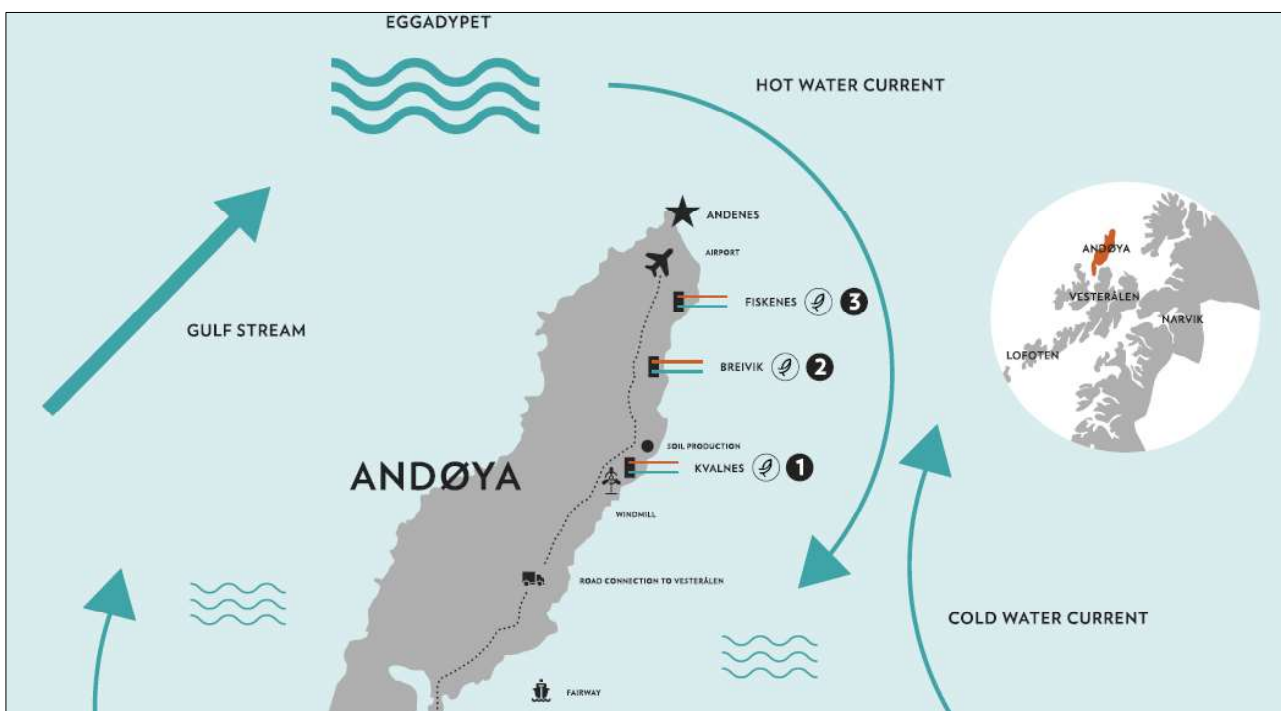 EGGADYPET
HOT WATER CURRENT
ANDENES
AIRPORT
ANDØYA
FISKENES 3
VESTERÅLEN
NARVIK
GULF STREAM
LOFOTEN
BREIVIK 2
SOIL PRODUCTION
KVALNES 1
ANDØYA
WINDMILL
ROAD CONNECTION TO VESTERÅLEN
COLD WATER CURRENT
FAIRWAY